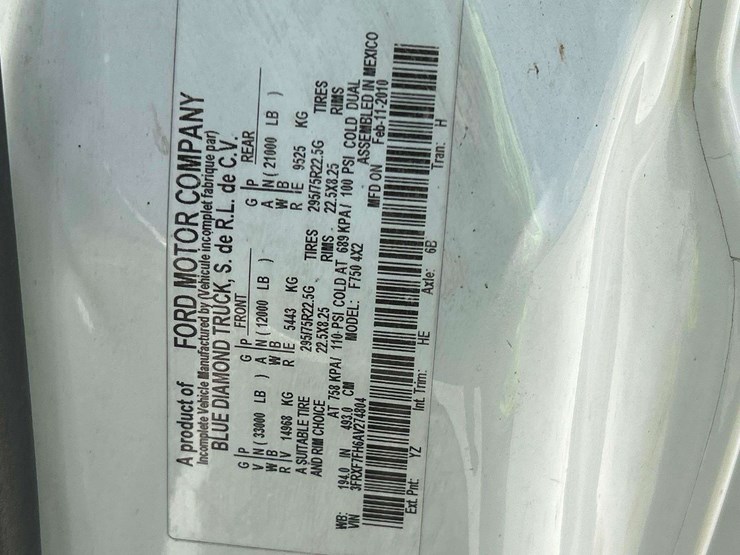 A product of FORD MOTOR COMPANY
Incomplete Vehicle Manufactured by (Vehicule incomplet fabrique par)
BLUE DIAMOND TRUCK, S. de R.L. de C.V.
FRONT REAR
G P G P G P
V N ( 33000 LB ) A N ( 12000 LB ) A N ( 21000 LB )
W B W B W B
R V 14968 KG R E 5443 KG R IE 9525 KG
A SUITABLE TIRE 295/75R22.5G TIRES 295/75R22.5G TIRES
AND RIM CHOICE 22.5X8.25 RIMS 22.5X8.25 RIMS
AT 758 KPA/ 110 PSI COLD AT 689 KPA/ 100 PSI COLD DUAL
WB: 194.0 IN 493.0 CM MODEL: F750 4X2 ASSEMBLED IN MEXICO
VIN 3FRXF7FH6AV274804 MFD ON Feb-11-2010
Ext. Pnt: YZ Int. Trim: HE Axle: 6B Tran: H